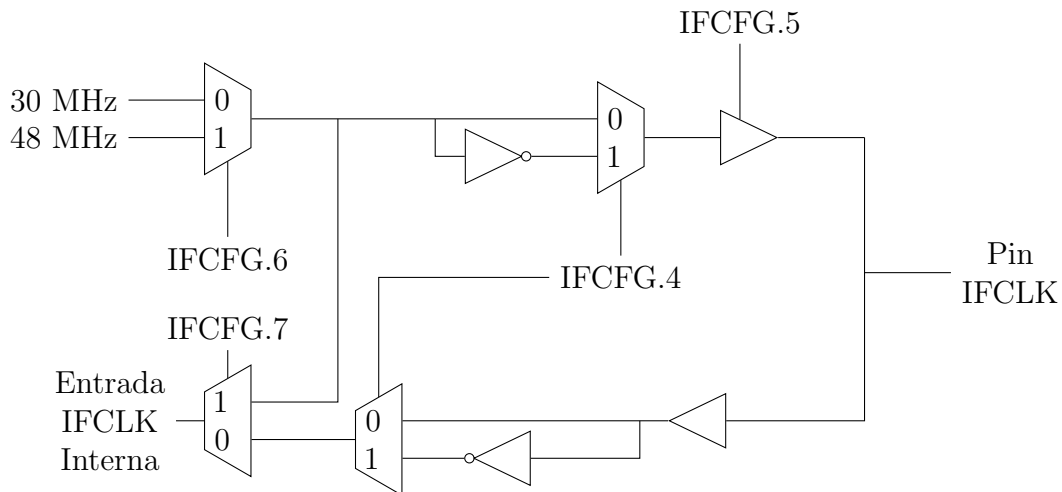 IFCFG.5
30 MHz
48 MHz
0
1
0
1
IFCFG.6
IFCFG.4
Pin
IFCLK
IFCFG.7
Entrada
IFCLK
Interna
1
0
0
1